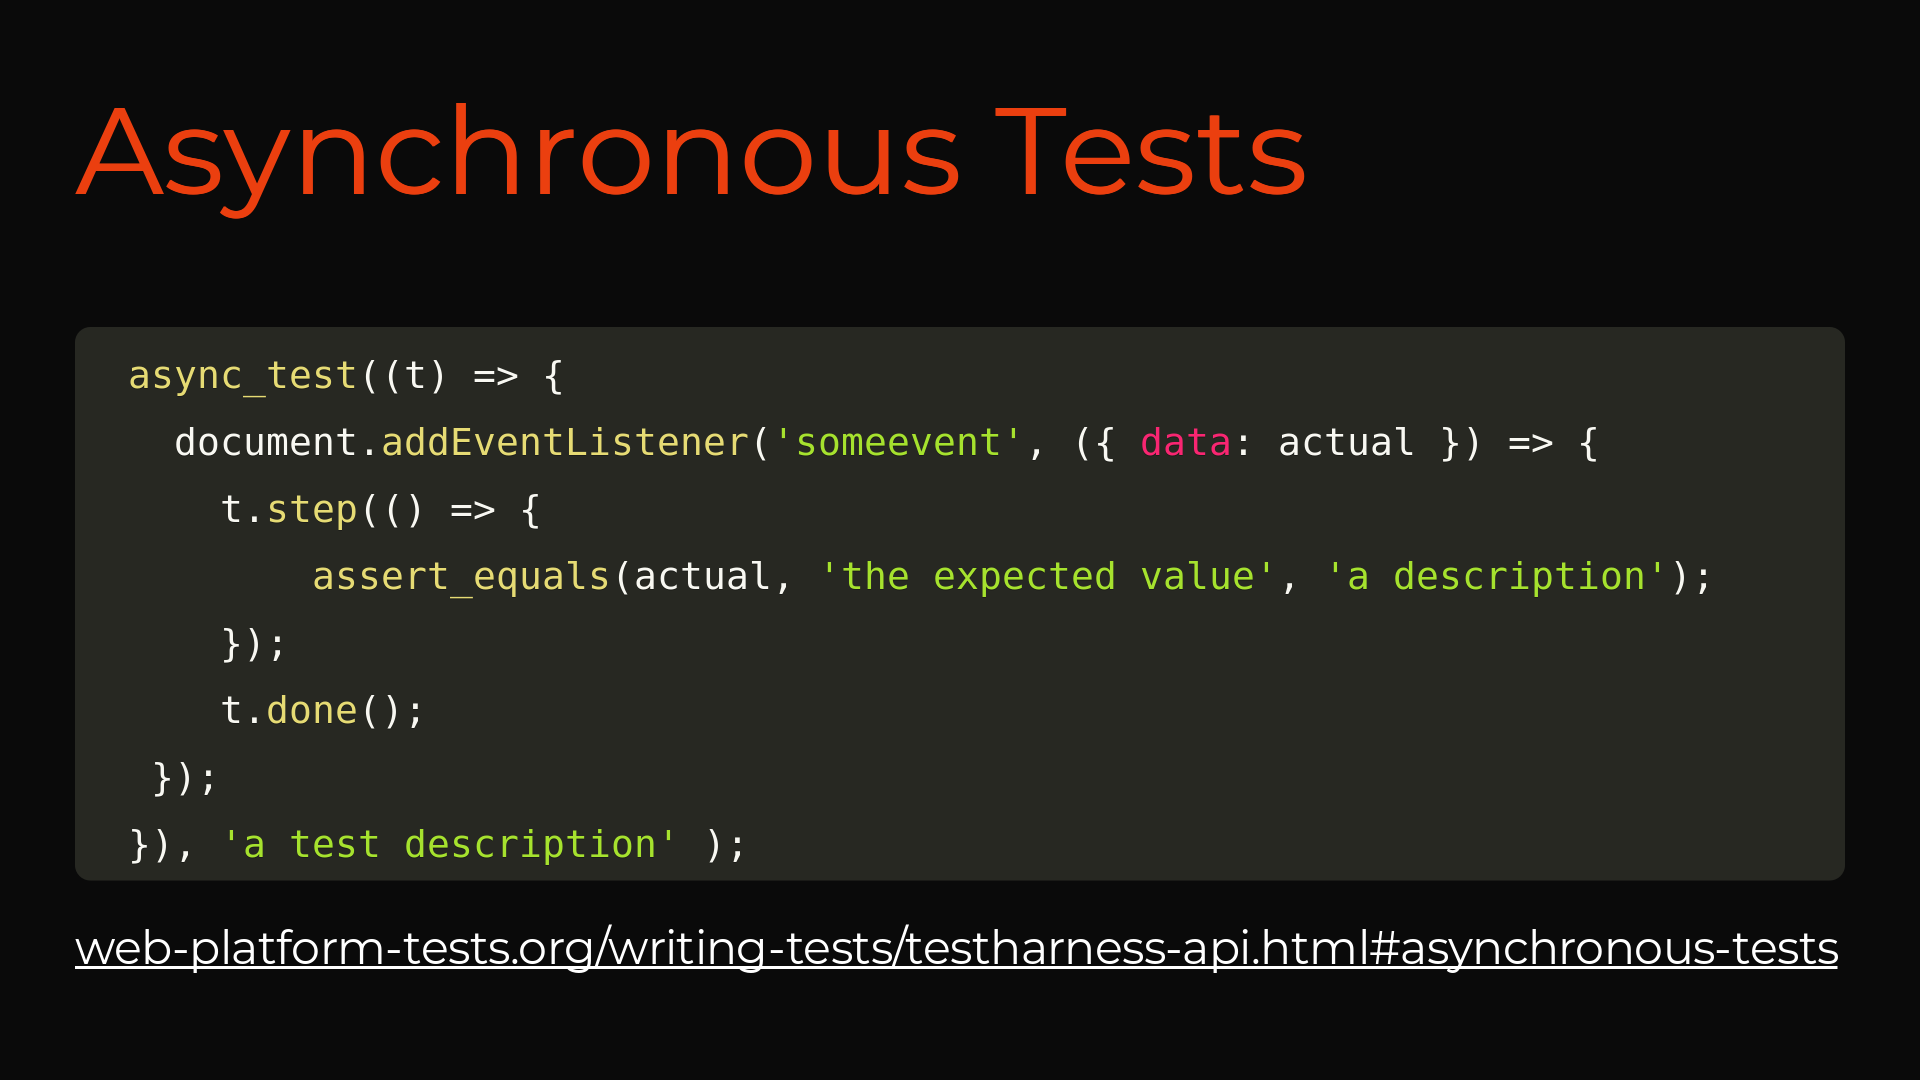 Asynchronous Tests
async_test((t) => {
  document.addEventListener('someevent', ({ data: actual }) => {
    t.step(() => {
        assert_equals(actual, 'the expected value', 'a description');
    });
    t.done();
 });
}), 'a test description' );
web-platform-tests.org/writing-tests/testharness-api.html#asynchronous-tests